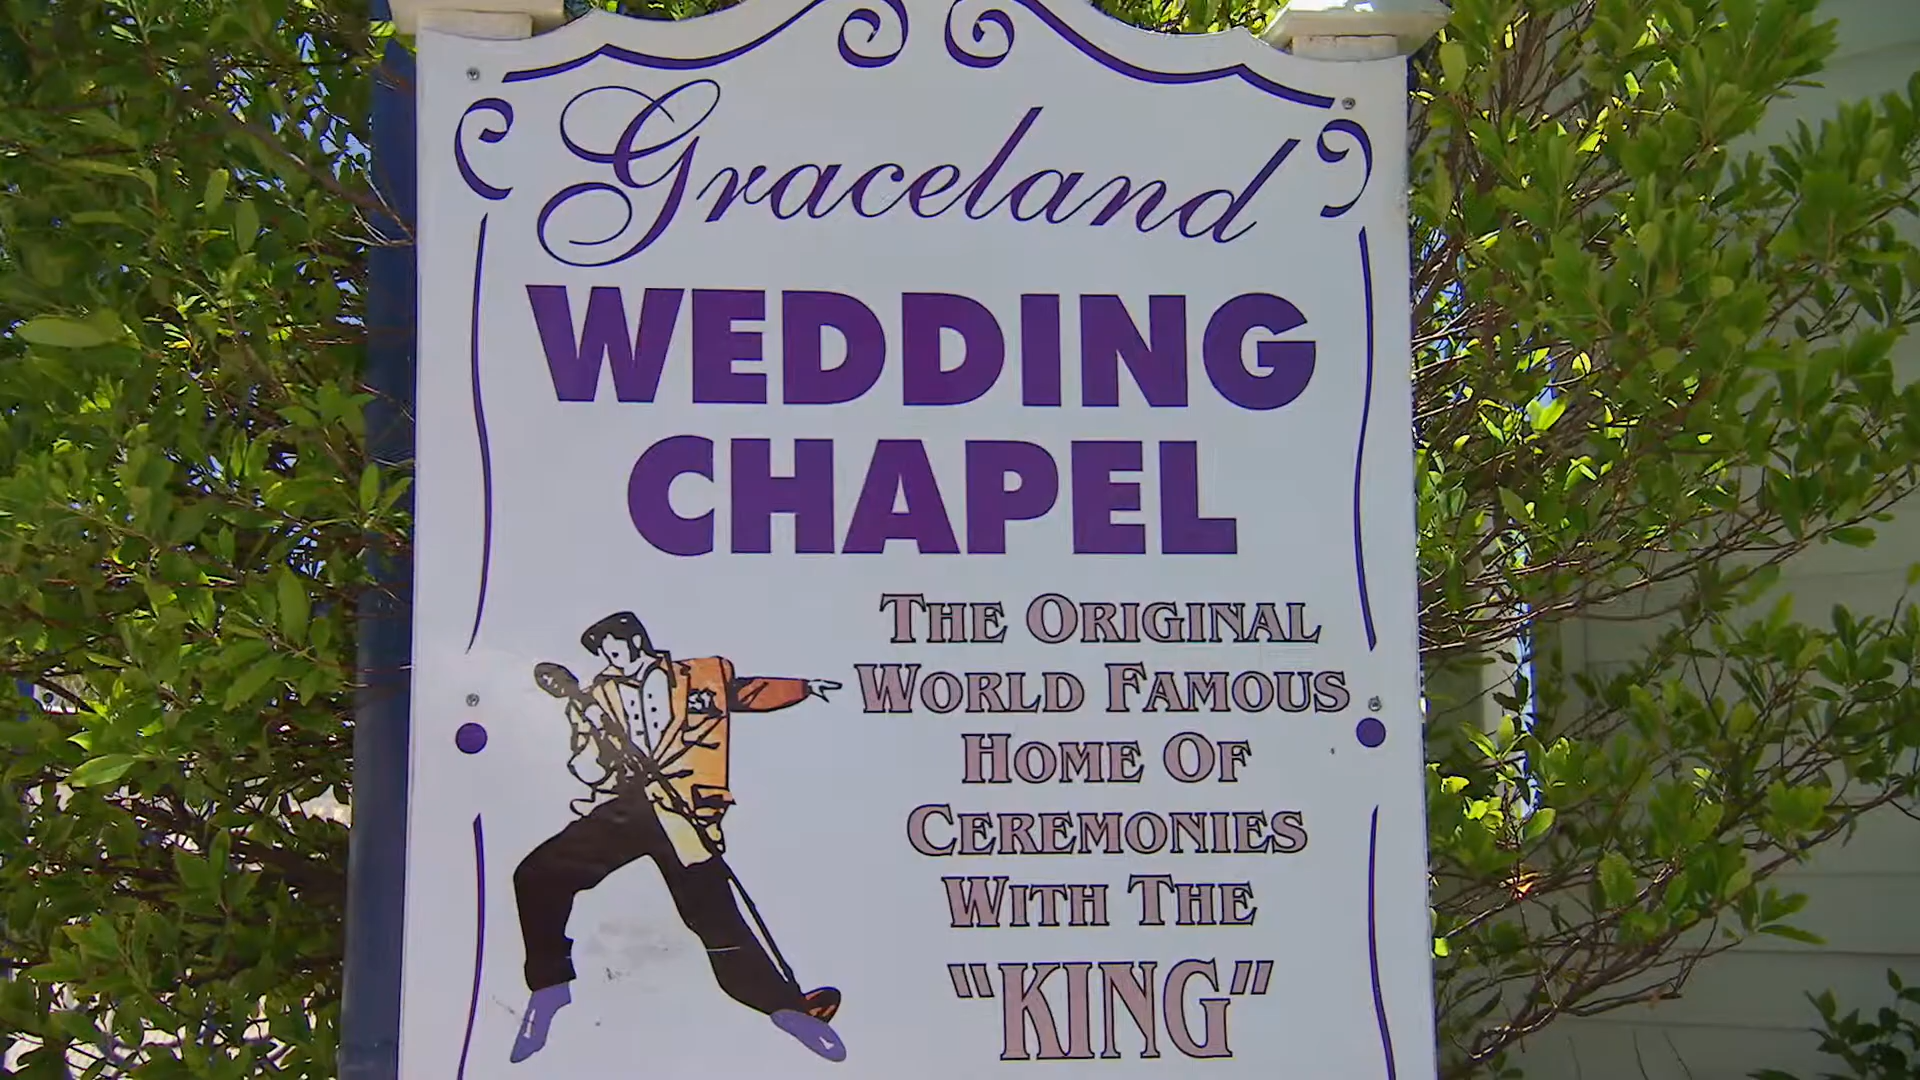 Graceland
WEDDING
CHAPEL
THE ORIGINAL
WORLD FAMOUS
HOME OF
CEREMONIES
WITH THE
"KING"